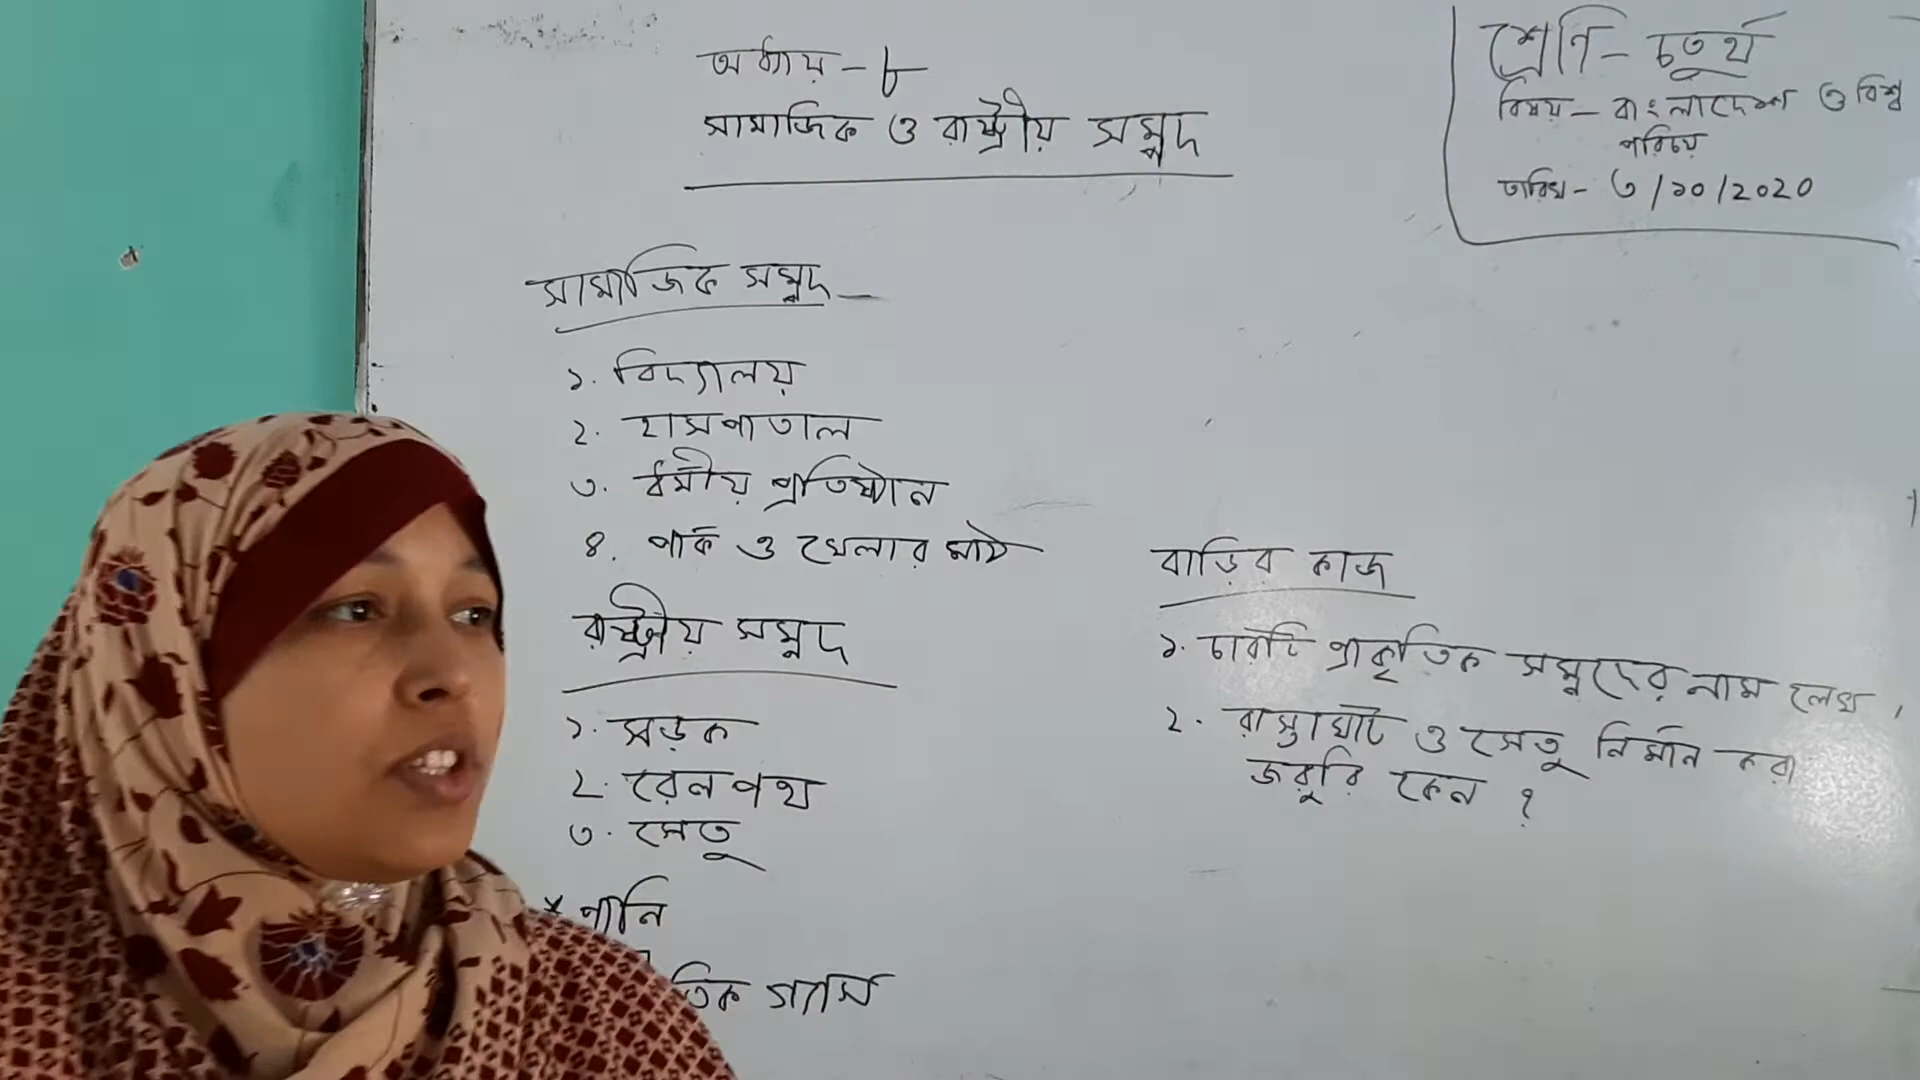 অধ্যায় - ৮
সামাজিক ও রাষ্ট্রীয় সম্পদ
শ্রেণি - চতুর্থ
বিষয় - বাংলাদেশ ও বিশ্ব
পরিচয়
তারিখ - ৩/১০/২০২০
সামাজিক সম্পদ -
১. বিদ্যালয়
২. হাসপাতাল
৩. ধর্মীয় প্রতিষ্ঠান
৪. পার্ক ও খেলার মাঠ
রাষ্ট্রীয় সম্পদ
১. সড়ক
২. রেলপথ
৩. সেতু
* পানি
তিক গ্যাস
বাড়ির কাজ
১. চারটি প্রাকৃতিক সম্পদের নাম লেখ।
২. রাস্তাঘাট ও সেতু নির্মান করা
জরুরি কেন ?